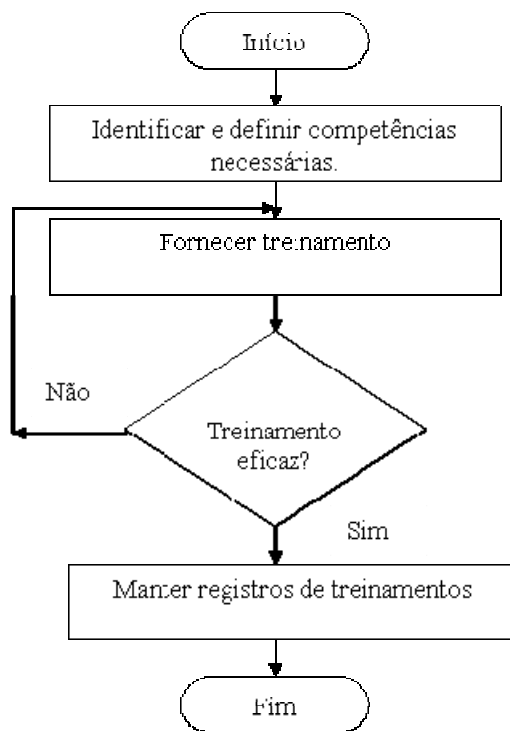 Início
Identificar e definir competências
necessárias.
Fornecer treinamento
Não
Treinamento
eficaz?
Sim
Manter registros de treinamentos
Fim